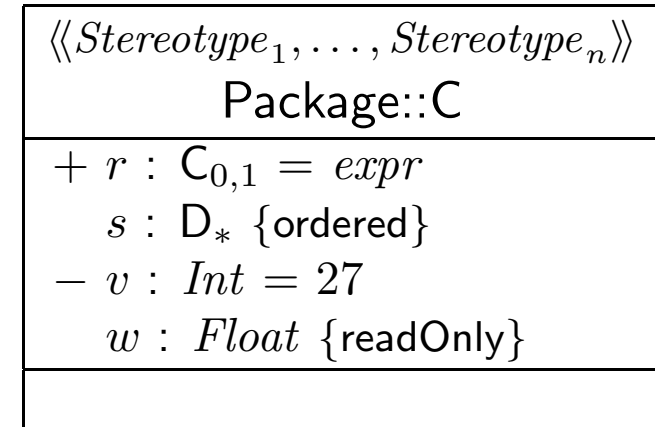 ⟪Stereotype₁, . . . , Stereotypeₙ⟫
Package::C
+ r : C₀,₁ = expr
s : D∗ {ordered}
− v : Int = 27
w : Float {readOnly}